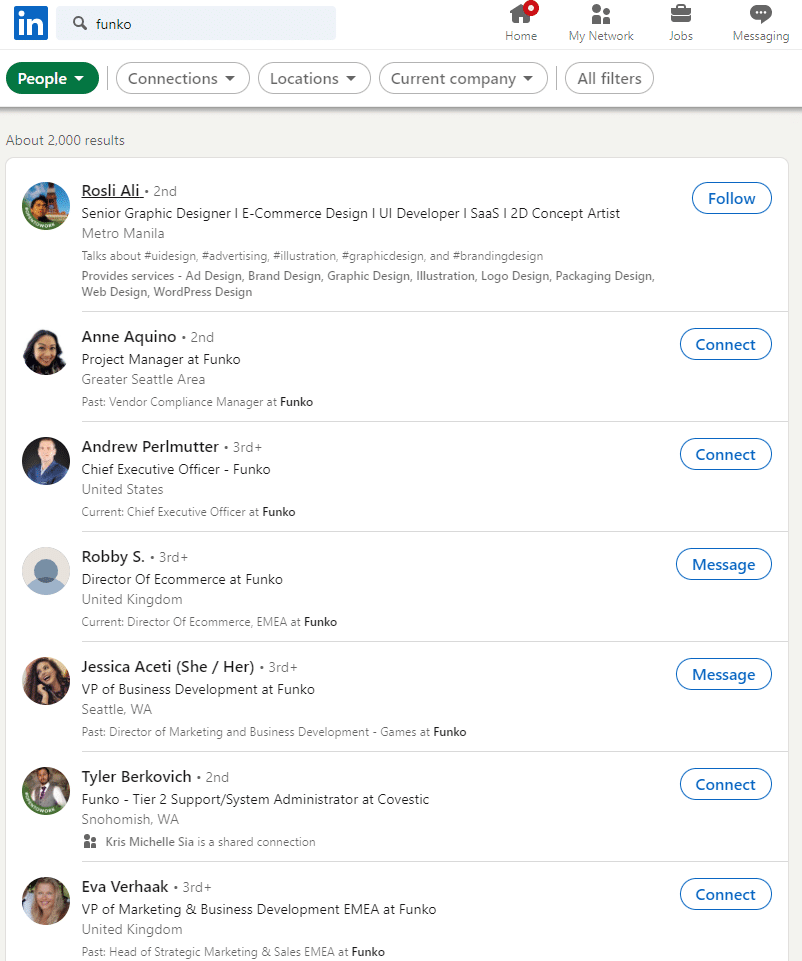 in
funko
Home
My Network
Jobs
Messaging
People
Connections
Locations
Current company
All filters
About 2,000 results
Rosli Ali • 2nd
Follow
Senior Graphic Designer l E-Commerce Design l UI Developer l SaaS l 2D Concept Artist
Metro Manila
Talks about #uidesign, #advertising, #illustration, #graphicdesign, and #brandingdesign
Provides services - Ad Design, Brand Design, Graphic Design, Illustration, Logo Design, Packaging Design,
Web Design, WordPress Design
Anne Aquino • 2nd
Connect
Project Manager at Funko
Greater Seattle Area
Past: Vendor Compliance Manager at Funko
Andrew Perlmutter • 3rd+
Connect
Chief Executive Officer - Funko
United States
Current: Chief Executive Officer at Funko
Robby S. • 3rd+
Message
Director Of Ecommerce at Funko
United Kingdom
Current: Director Of Ecommerce, EMEA at Funko
Jessica Aceti (She / Her) • 3rd+
Message
VP of Business Development at Funko
Seattle, WA
Past: Director of Marketing and Business Development - Games at Funko
Tyler Berkovich • 2nd
Connect
Funko - Tier 2 Support/System Administrator at Covestic
Snohomish, WA
Kris Michelle Sia is a shared connection
Eva Verhaak • 3rd+
Connect
VP of Marketing & Business Development EMEA at Funko
United Kingdom
Past: Head of Strategic Marketing & Sales EMEA at Funko